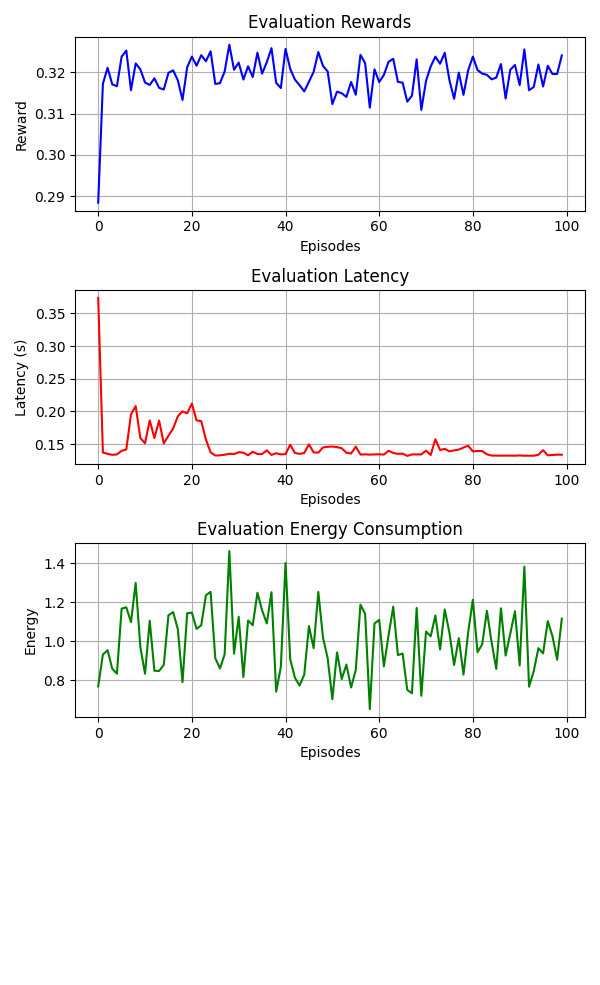 Evaluation Rewards
0.32
0.31
0.30
0.29
Reward
0 20 40 60 80 100
Episodes
Evaluation Latency
0.35
0.30
0.25
0.20
0.15
Latency (s)
0 20 40 60 80 100
Episodes
Evaluation Energy Consumption
1.4
1.2
1.0
0.8
Energy
0 20 40 60 80 100
Episodes